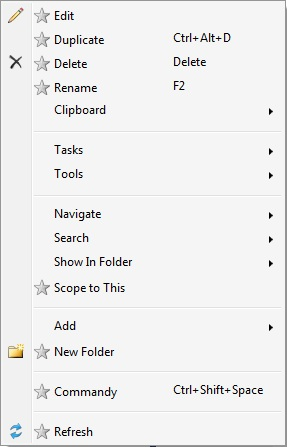 Edit
Duplicate Ctrl+Alt+D
Delete Delete
Rename F2
Clipboard
Tasks
Tools
Navigate
Search
Show In Folder
Scope to This
Add
New Folder
Commandy Ctrl+Shift+Space
Refresh